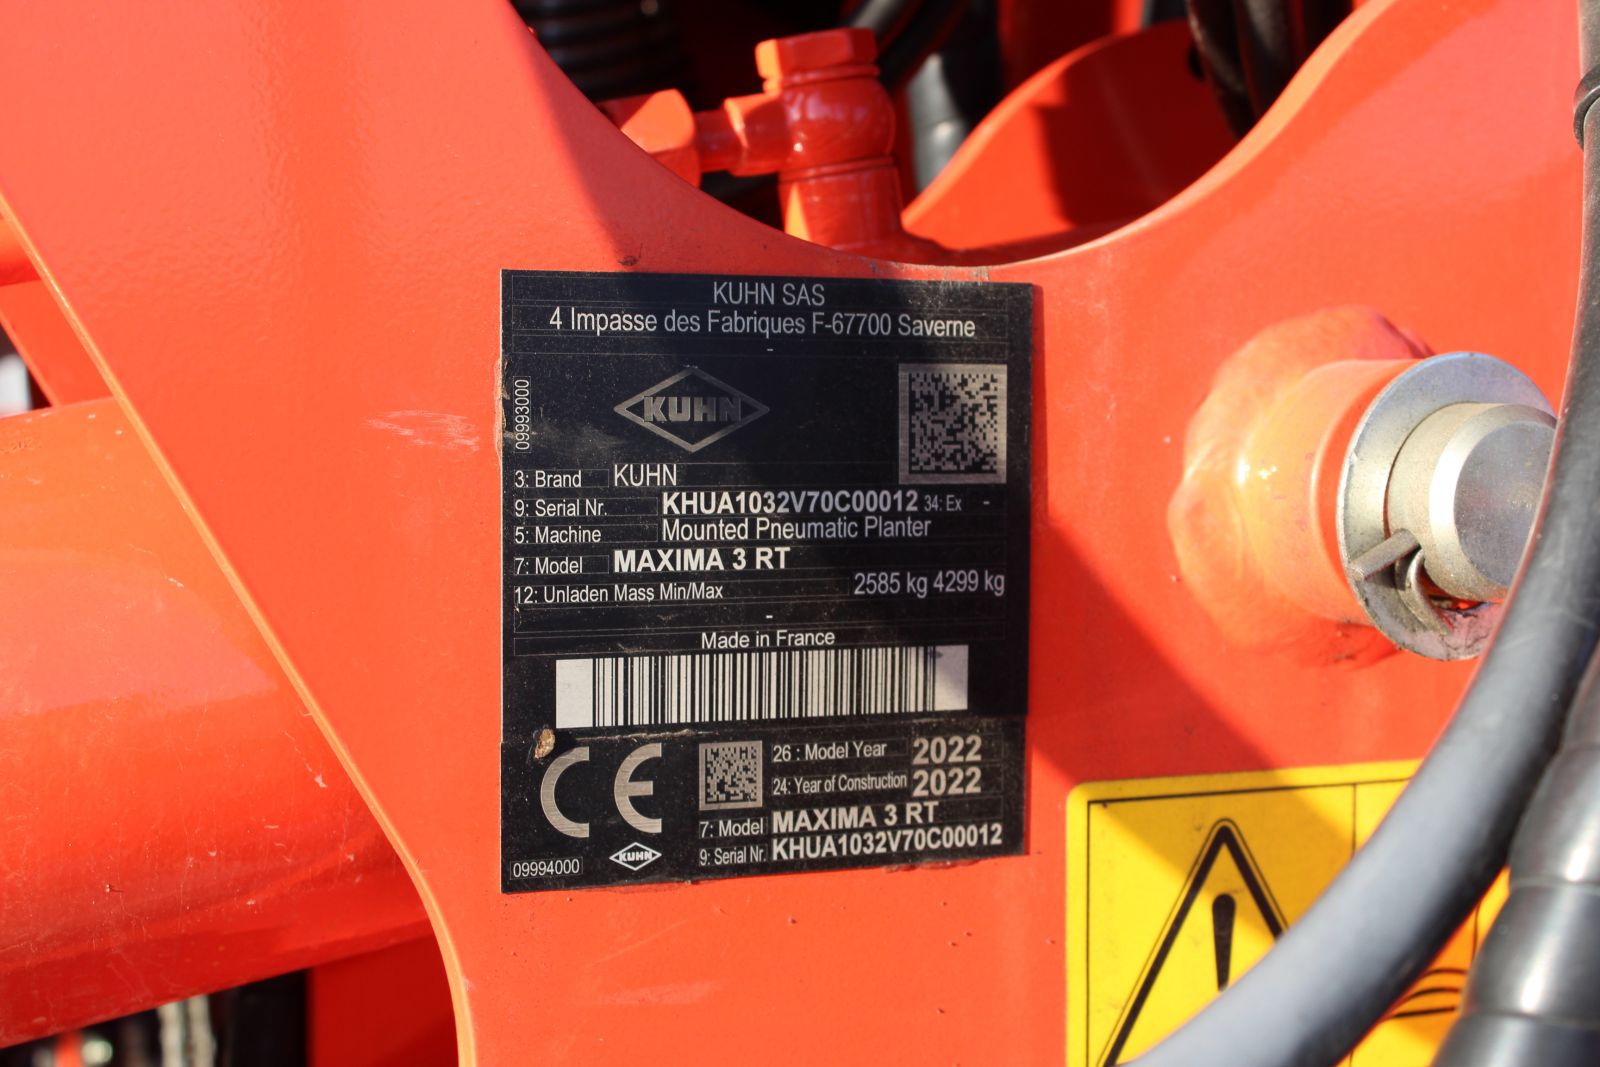 KUHN SAS
4 Impasse des Fabriques F-67700 Saverne
-
09993000
KUHN
3: Brand KUHN
9: Serial Nr. KHUA1032V70C00012 34: Ex -
5: Machine Mounted Pneumatic Planter
7: Model MAXIMA 3 RT
12: Unladen Mass Min/Max 2585 kg 4299 kg
-
Made in France
CE
26 : Model Year 2022
24: Year of Construction 2022
7: Model MAXIMA 3 RT
9: Serial Nr. KHUA1032V70C00012
09994000
KUHN